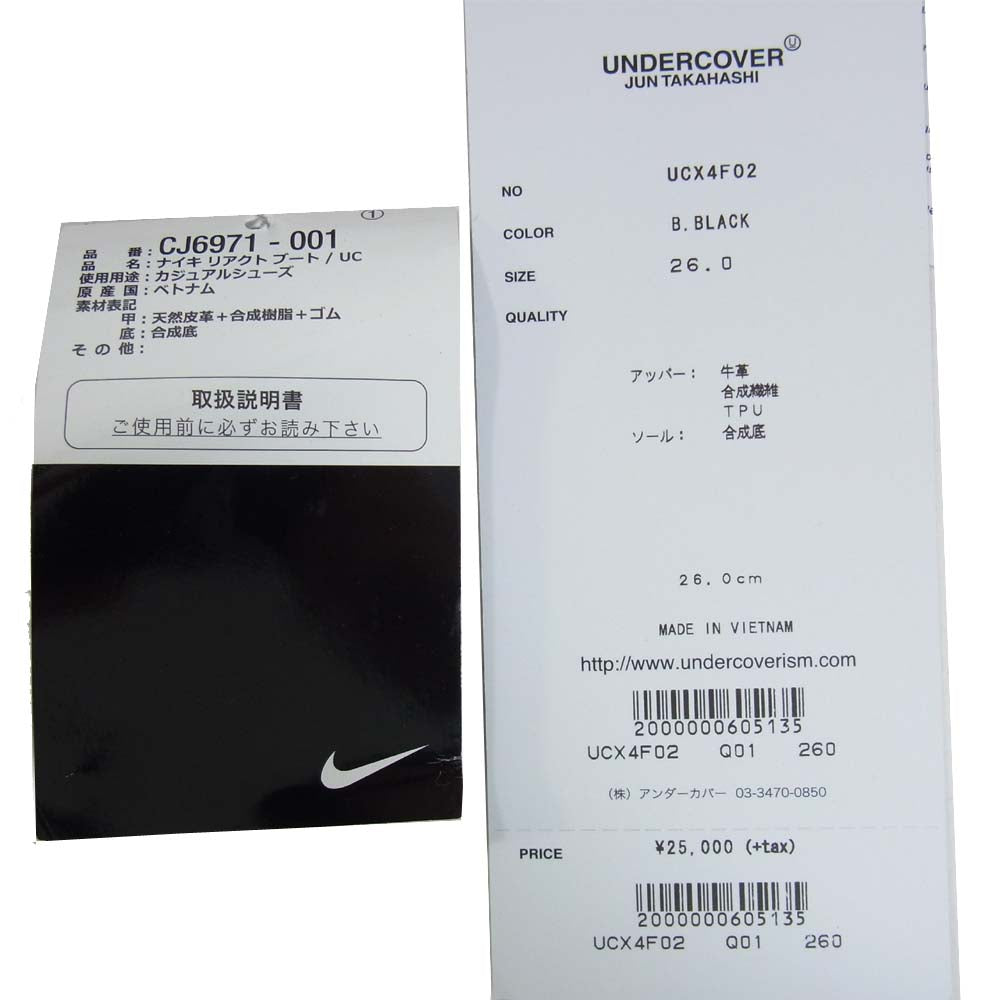 ①
品 番：CJ6971 - 001
品 名：ナイキ リアクト ブート / UC
使用用途：カジュアルシューズ
原 産 国：ベトナム
素材表記
甲：天然皮革＋合成樹脂＋ゴム
底：合成底
そ の 他：
取扱説明書
ご使用前に必ずお読み下さい
UNDERCOVER Ⓤ
JUN TAKAHASHI
NO UCX4F02
COLOR B.BLACK
SIZE 26.0
QUALITY
アッパー： 牛革
合成繊維
TPU
ソール： 合成底
26.0cm
MADE IN VIETNAM
http://www.undercoverism.com
2000000605135
UCX4F02 Q01 260
（株）アンダーカバー 03-3470-0850
PRICE ¥25,000 (+tax)
2000000605135
UCX4F02 Q01 260